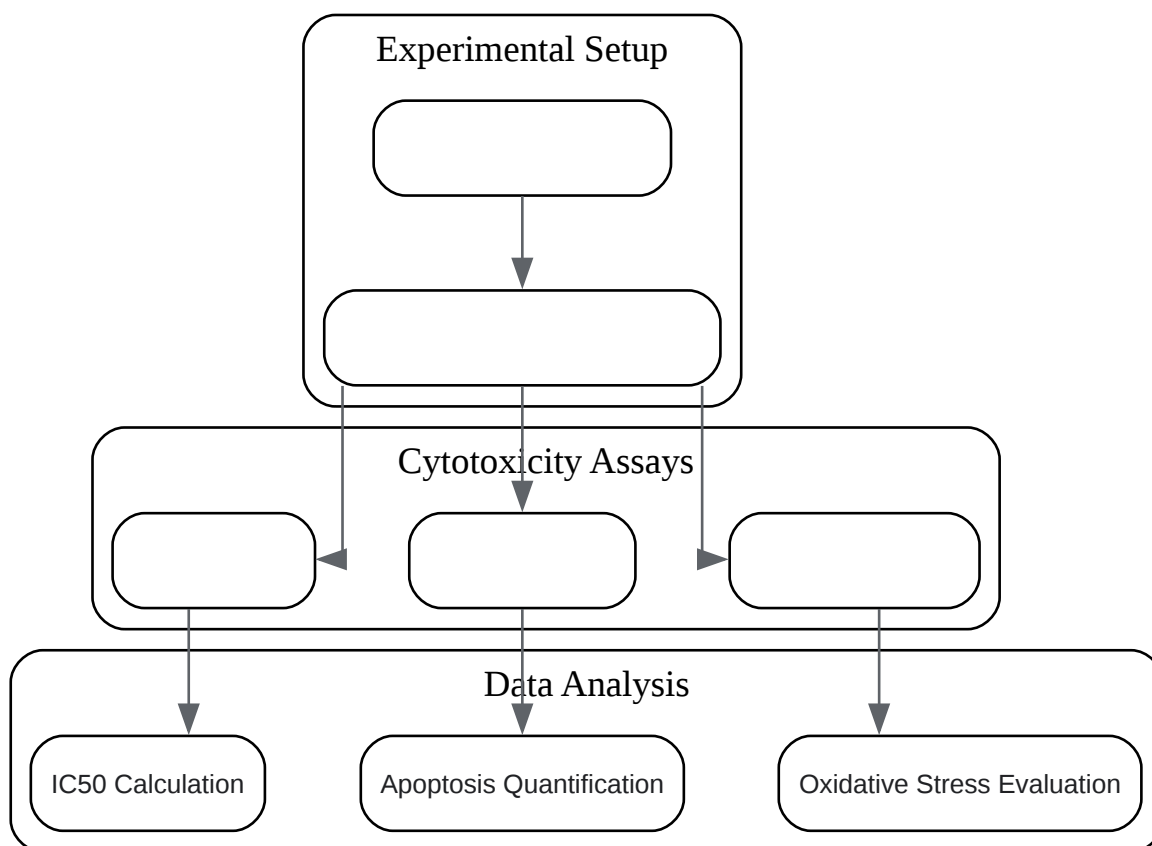 Experimental Setup
Cytotoxicity Assays
Data Analysis
IC50 Calculation
Apoptosis Quantification
Oxidative Stress Evaluation